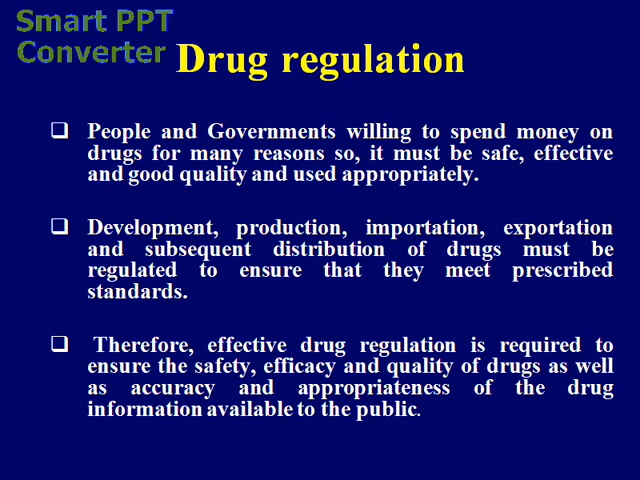 Smart PPT
Converter
Drug regulation
❑ People and Governments willing to spend money on
drugs for many reasons so, it must be safe, effective
and good quality and used appropriately.
❑ Development, production, importation, exportation
and subsequent distribution of drugs must be
regulated to ensure that they meet prescribed
standards.
❑ Therefore, effective drug regulation is required to
ensure the safety, efficacy and quality of drugs as well
as accuracy and appropriateness of the drug
information available to the public.